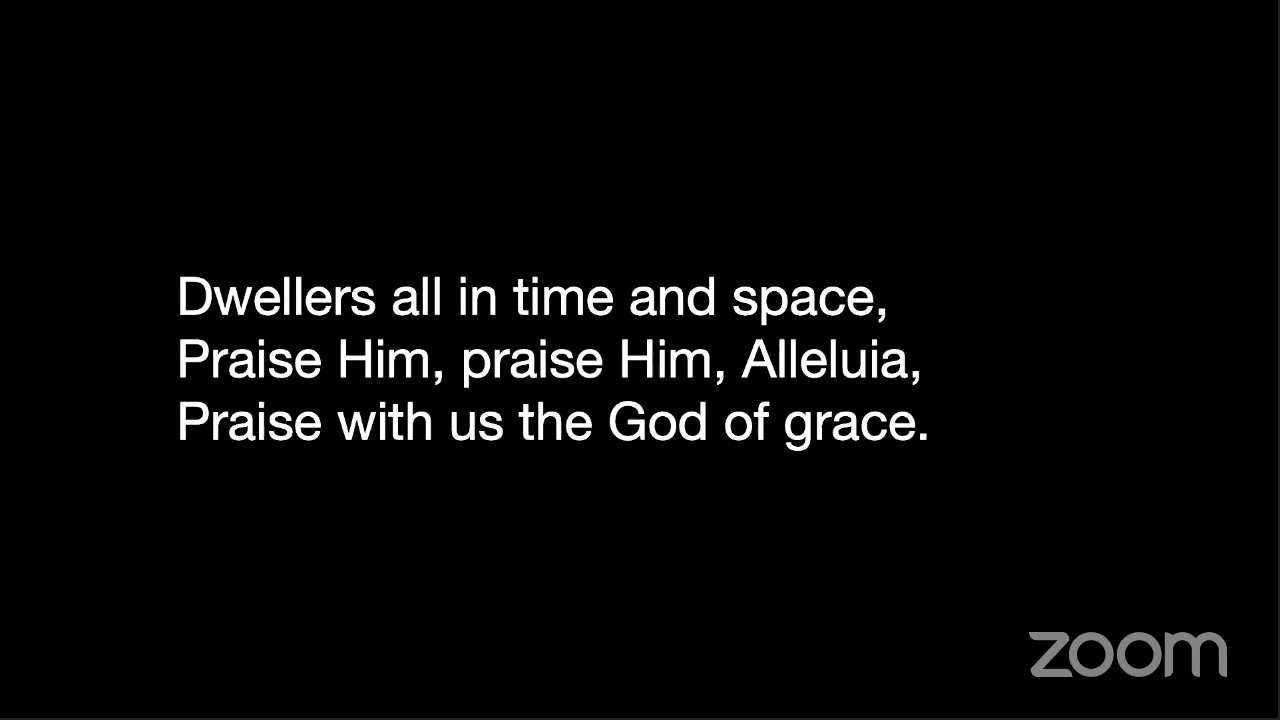 Dwellers all in time and space,
Praise Him, praise Him, Alleluia,
Praise with us the God of grace.
zoom